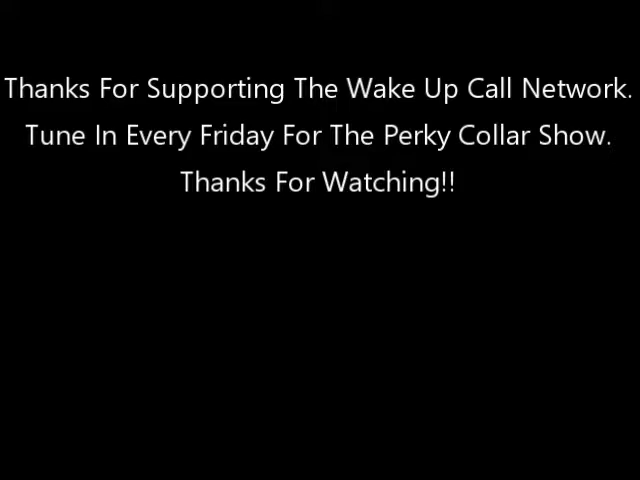 Thanks For Supporting The Wake Up Call Network.
Tune In Every Friday For The Perky Collar Show.
Thanks For Watching!!